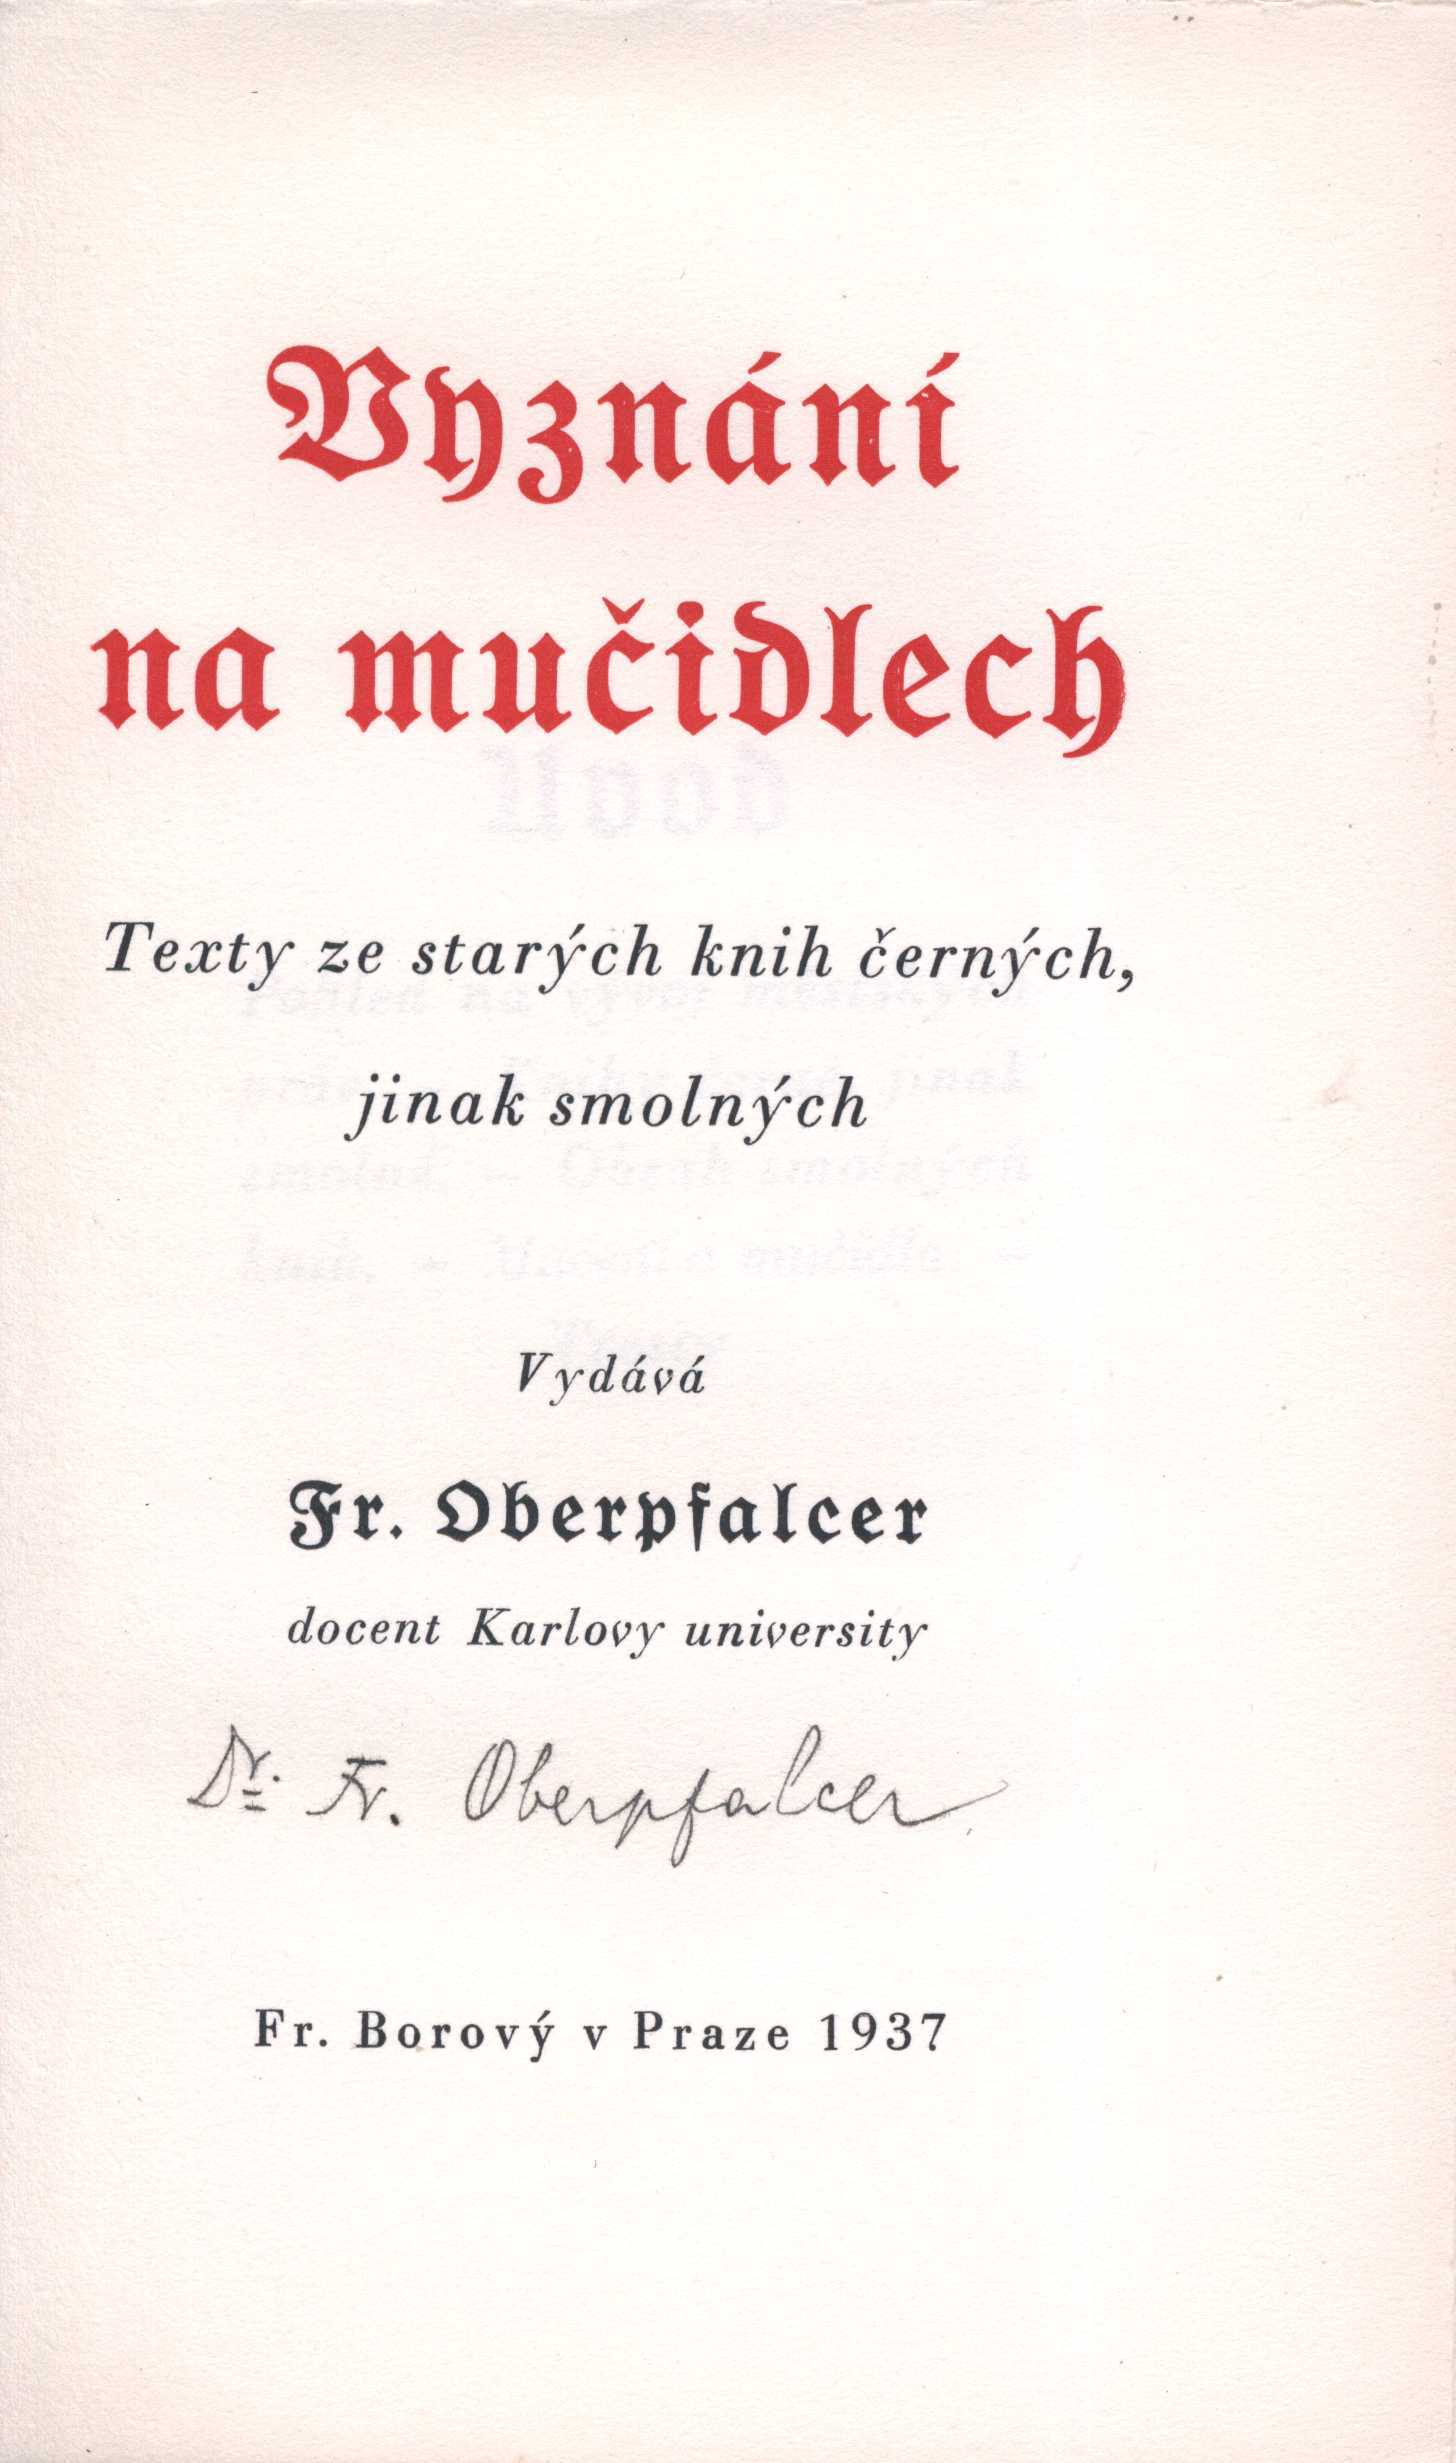 Vyznání
na mučidlech
Texty ze starých knih černých,
jinak smolných
Vydává
Fr. Oberpfalcer
docent Karlovy university
Dr. Fr. Oberpfalcer
Fr. Borový v Praze 1937